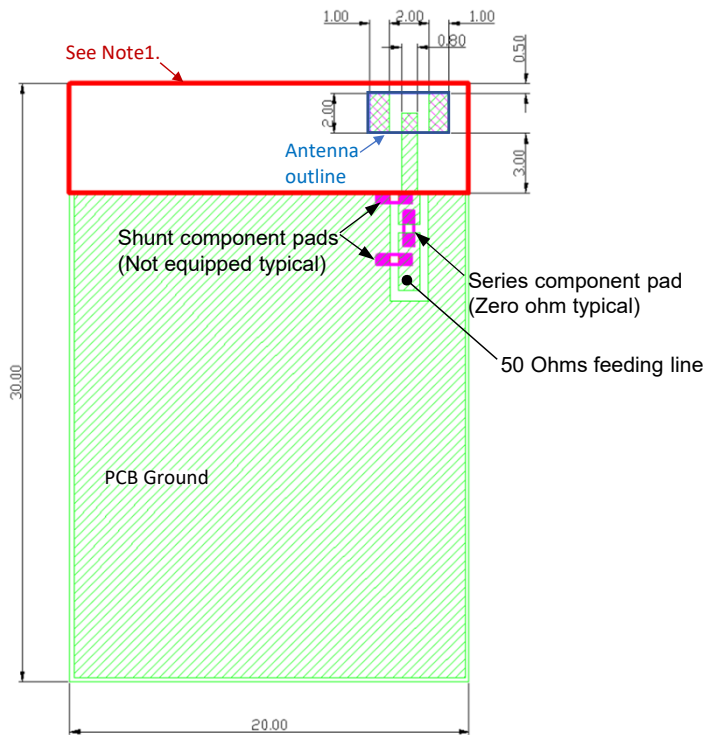 1.00
2.00
1.00
0.80
0.50
See Note1.
2.00
Antenna
outline
3.00
Shunt component pads
(Not equipped typical)
Series component pad
(Zero ohm typical)
50 Ohms feeding line
30.00
PCB Ground
20.00